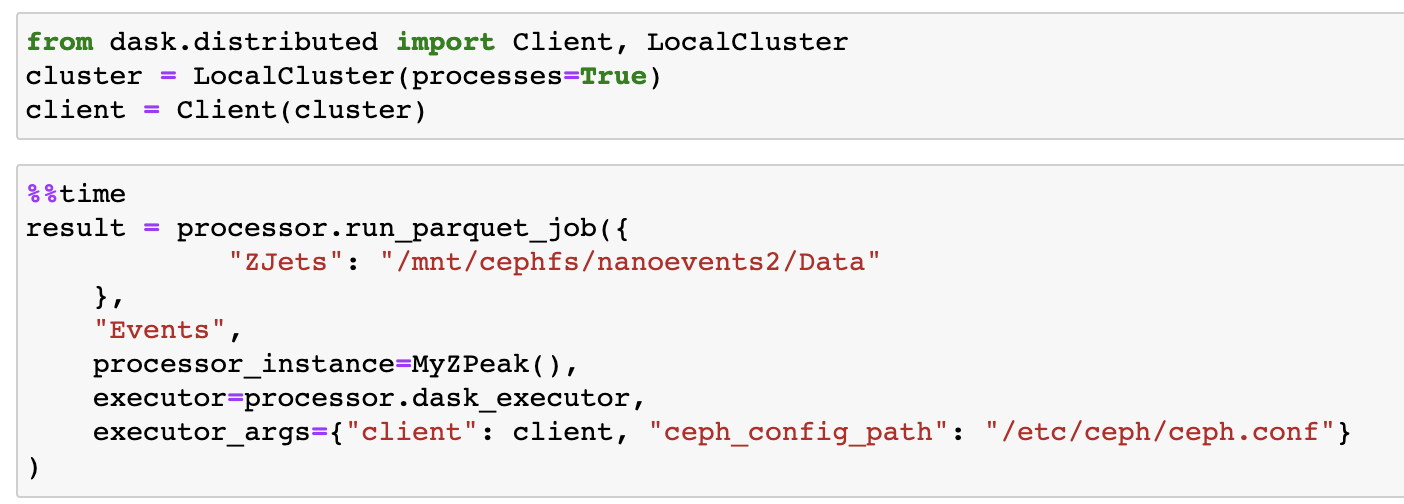 from dask.distributed import Client, LocalCluster
cluster = LocalCluster(processes=True)
client = Client(cluster)
%%time
result = processor.run_parquet_job({
            "ZJets": "/mnt/cephfs/nanoevents2/Data"
    },
    "Events",
    processor_instance=MyZPeak(),
    executor=processor.dask_executor,
    executor_args={"client": client, "ceph_config_path": "/etc/ceph/ceph.conf"}
)